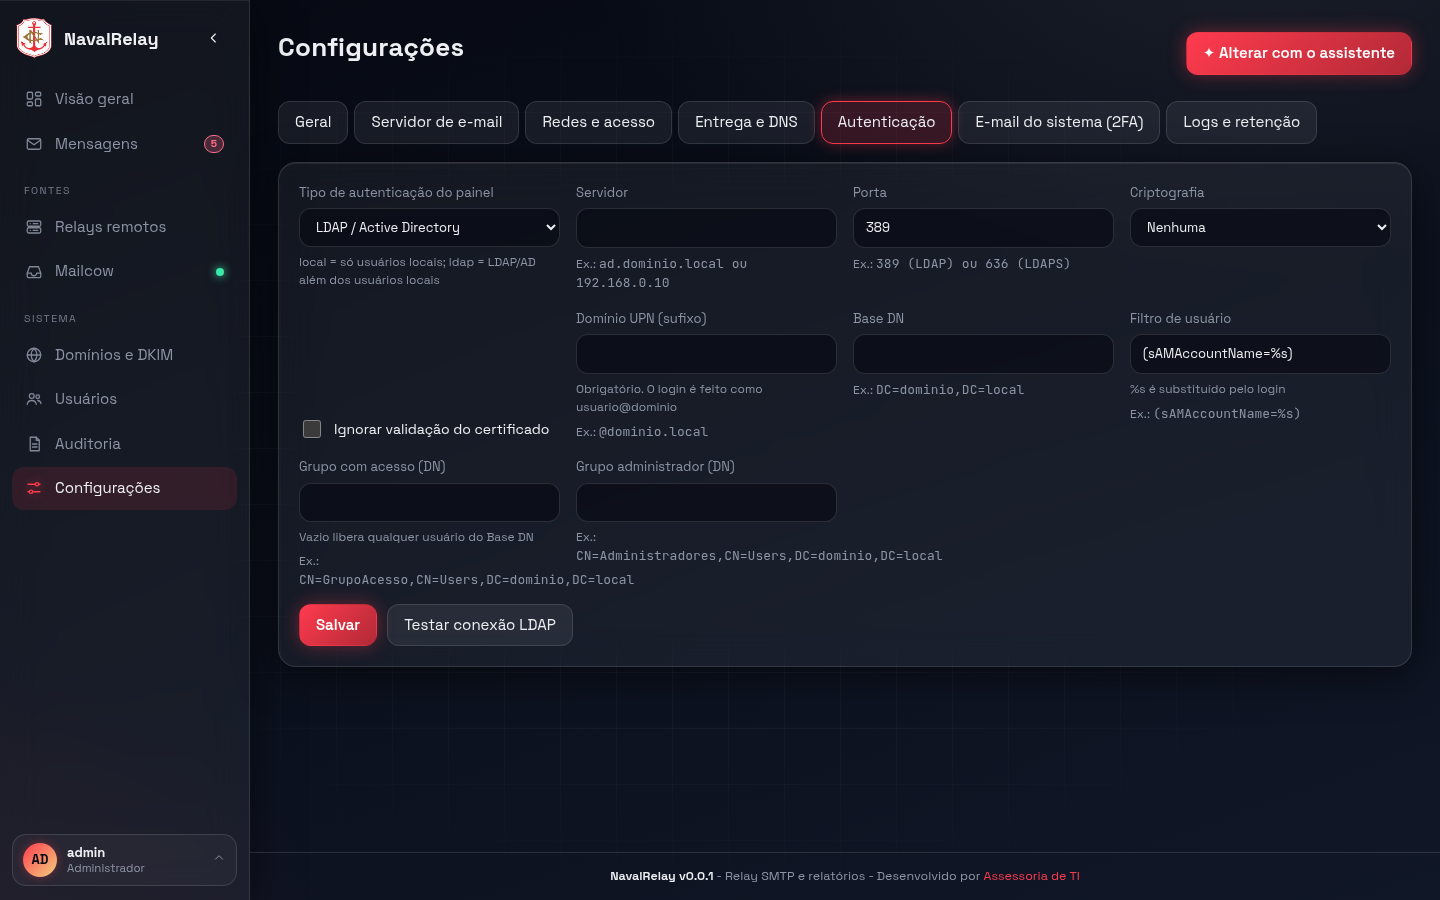 NavalRelay
Visão geral
Mensagens
5
FONTES
Relays remotos
Mailcow
SISTEMA
Domínios e DKIM
Usuários
Auditoria
Configurações
AD
admin
Administrador
Configurações
✦ Alterar com o assistente
Geral
Servidor de e-mail
Redes e acesso
Entrega e DNS
Autenticação
E-mail do sistema (2FA)
Logs e retenção
Tipo de autenticação do painel
LDAP / Active Directory
local = só usuários locais; ldap = LDAP/AD
além dos usuários locais
Servidor
Ex.: ad.dominio.local ou
192.168.0.10
Porta
389
Ex.: 389 (LDAP) ou 636 (LDAPS)
Criptografia
Nenhuma
Ignorar validação do certificado
Domínio UPN (sufixo)
Obrigatório. O login é feito como
usuario@dominio
Ex.: @dominio.local
Base DN
Ex.: DC=dominio,DC=local
Filtro de usuário
(sAMAccountName=%s)
%s é substituído pelo login
Ex.: (sAMAccountName=%s)
Grupo com acesso (DN)
Vazio libera qualquer usuário do Base DN
Ex.:
CN=GrupoAcesso,CN=Users,DC=dominio,DC=local
Grupo administrador (DN)
Ex.:
CN=Administradores,CN=Users,DC=dominio,DC=local
Salvar
Testar conexão LDAP
NavalRelay v0.0.1 - Relay SMTP e relatórios - Desenvolvido por Assessoria de TI